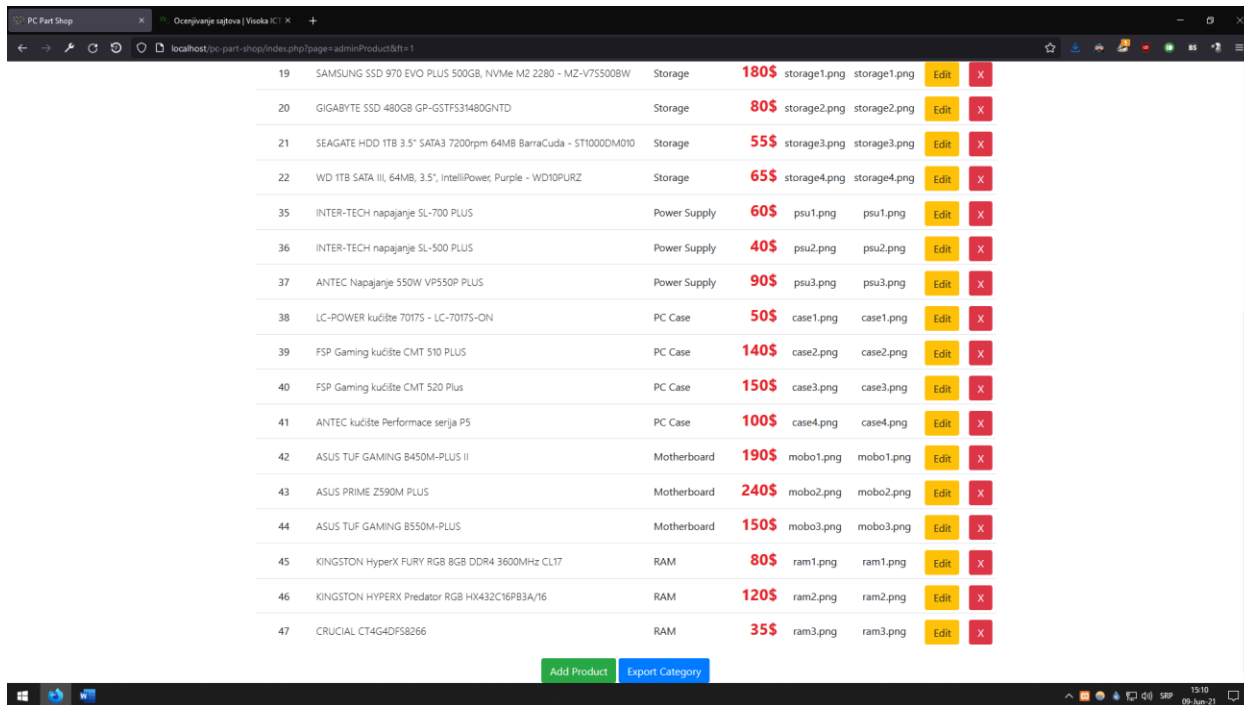 PC Part Shop × Ocenjivanje sajtova | Visoka ICT × +
localhost/pc-part-shop/index.php?page=adminProduct&ft=1 BS
19 SAMSUNG SSD 970 EVO PLUS 500GB, NVMe M2 2280 - MZ-V7S500BW Storage 180$ storage1.png storage1.png Edit X
20 GIGABYTE SSD 480GB GP-GSTFS31480GNTD Storage 80$ storage2.png storage2.png Edit X
21 SEAGATE HDD 1TB 3.5" SATA3 7200rpm 64MB BarraCuda - ST1000DM010 Storage 55$ storage3.png storage3.png Edit X
22 WD 1TB SATA III, 64MB, 3.5", IntelliPower, Purple - WD10PURZ Storage 65$ storage4.png storage4.png Edit X
35 INTER-TECH napajanje SL-700 PLUS Power Supply 60$ psu1.png psu1.png Edit X
36 INTER-TECH napajanje SL-500 PLUS Power Supply 40$ psu2.png psu2.png Edit X
37 ANTEC Napajanje 550W VP550P PLUS Power Supply 90$ psu3.png psu3.png Edit X
38 LC-POWER kućište 7017S - LC-7017S-ON PC Case 50$ case1.png case1.png Edit X
39 FSP Gaming kućište CMT 510 PLUS PC Case 140$ case2.png case2.png Edit X
40 FSP Gaming kućište CMT 520 Plus PC Case 150$ case3.png case3.png Edit X
41 ANTEC kućište Performace serija P5 PC Case 100$ case4.png case4.png Edit X
42 ASUS TUF GAMING B450M-PLUS II Motherboard 190$ mobo1.png mobo1.png Edit X
43 ASUS PRIME Z590M PLUS Motherboard 240$ mobo2.png mobo2.png Edit X
44 ASUS TUF GAMING B550M-PLUS Motherboard 150$ mobo3.png mobo3.png Edit X
45 KINGSTON HyperX FURY RGB 8GB DDR4 3600MHz CL17 RAM 80$ ram1.png ram1.png Edit X
46 KINGSTON HYPERX Predator RGB HX432C16PB3A/16 RAM 120$ ram2.png ram2.png Edit X
47 CRUCIAL CT4G4DFS8266 RAM 35$ ram3.png ram3.png Edit X
Add Product Export Category
SRP 15:10
09-Jun-21